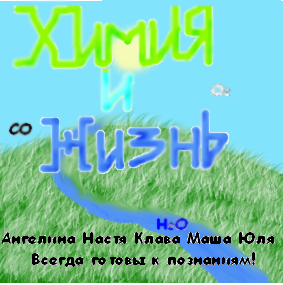 Химия
и
O₂
CO
Жизнь
H₂O
Ангелина Настя Клава Маша Юля
Всегда готовы к познаниям!